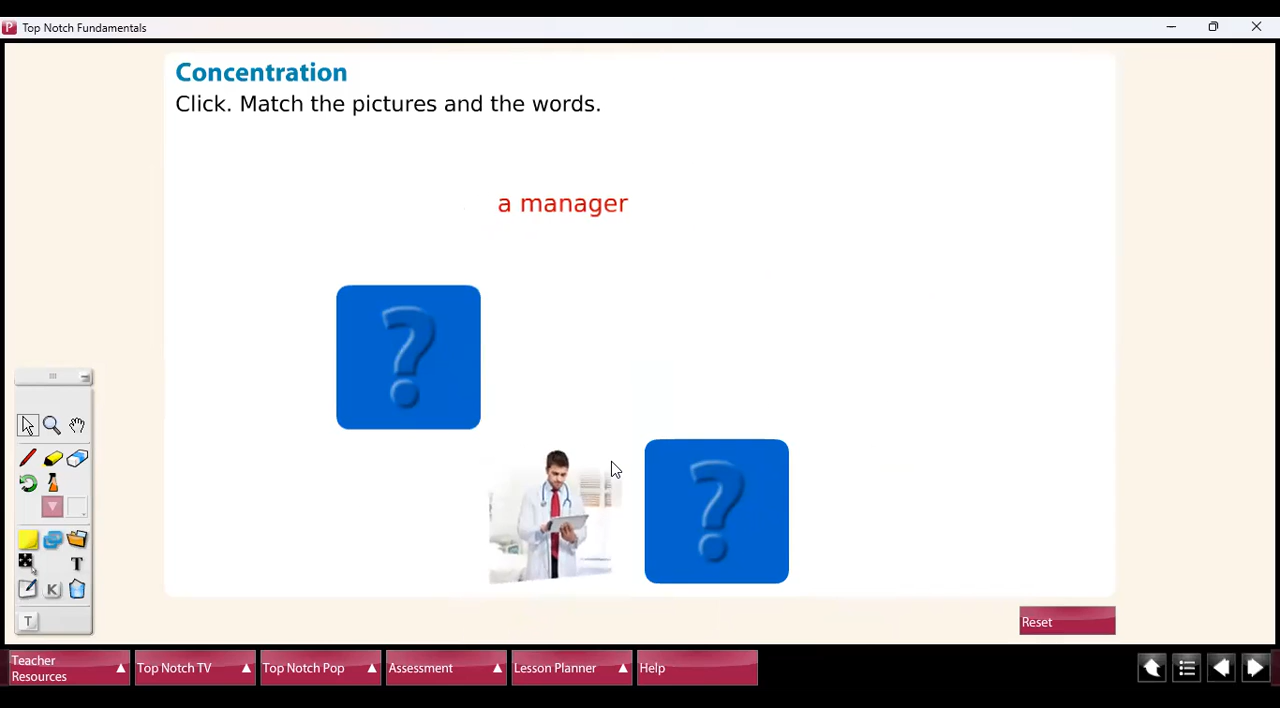 Top Notch Fundamentals
Concentration
Click. Match the pictures and the words.
a manager
?
?
T
K
T
Reset
Teacher
Resources
Top Notch TV
Top Notch Pop
Assessment
Lesson Planner
Help